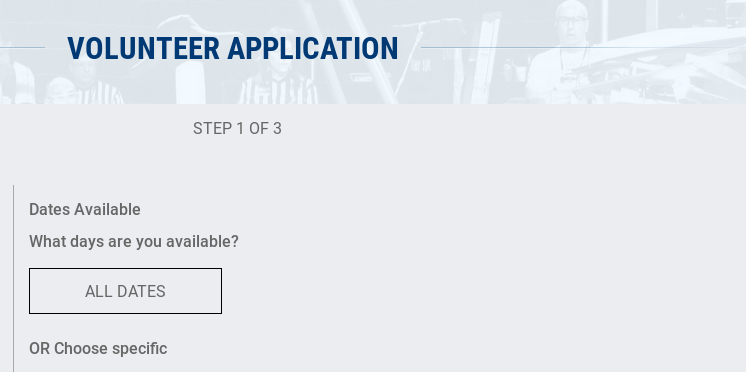 VOLUNTEER APPLICATION
STEP 1 OF 3
Dates Available
What days are you available?
ALL DATES
OR Choose specific